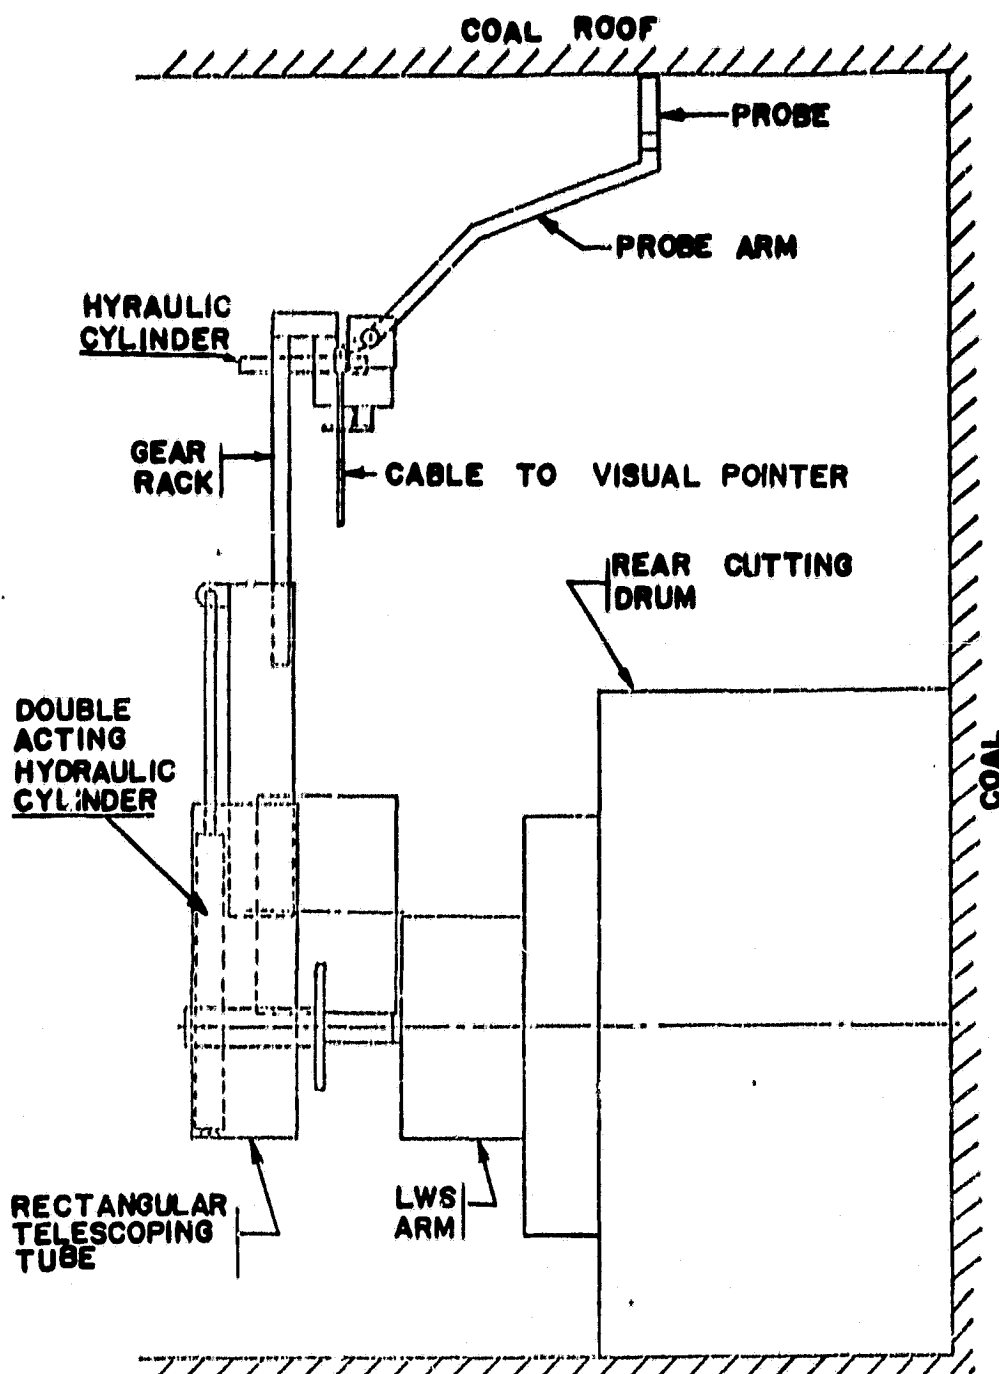 COAL ROOF
PROBE
PROBE ARM
HYRAULIC
CYLINDER
GEAR
RACK
CABLE TO VISUAL POINTER
REAR CUTTING
DRUM
DOUBLE
ACTING
HYDRAULIC
CYLINDER
COAL
RECTANGULAR
TELESCOPING
TUBE
LWS
ARM